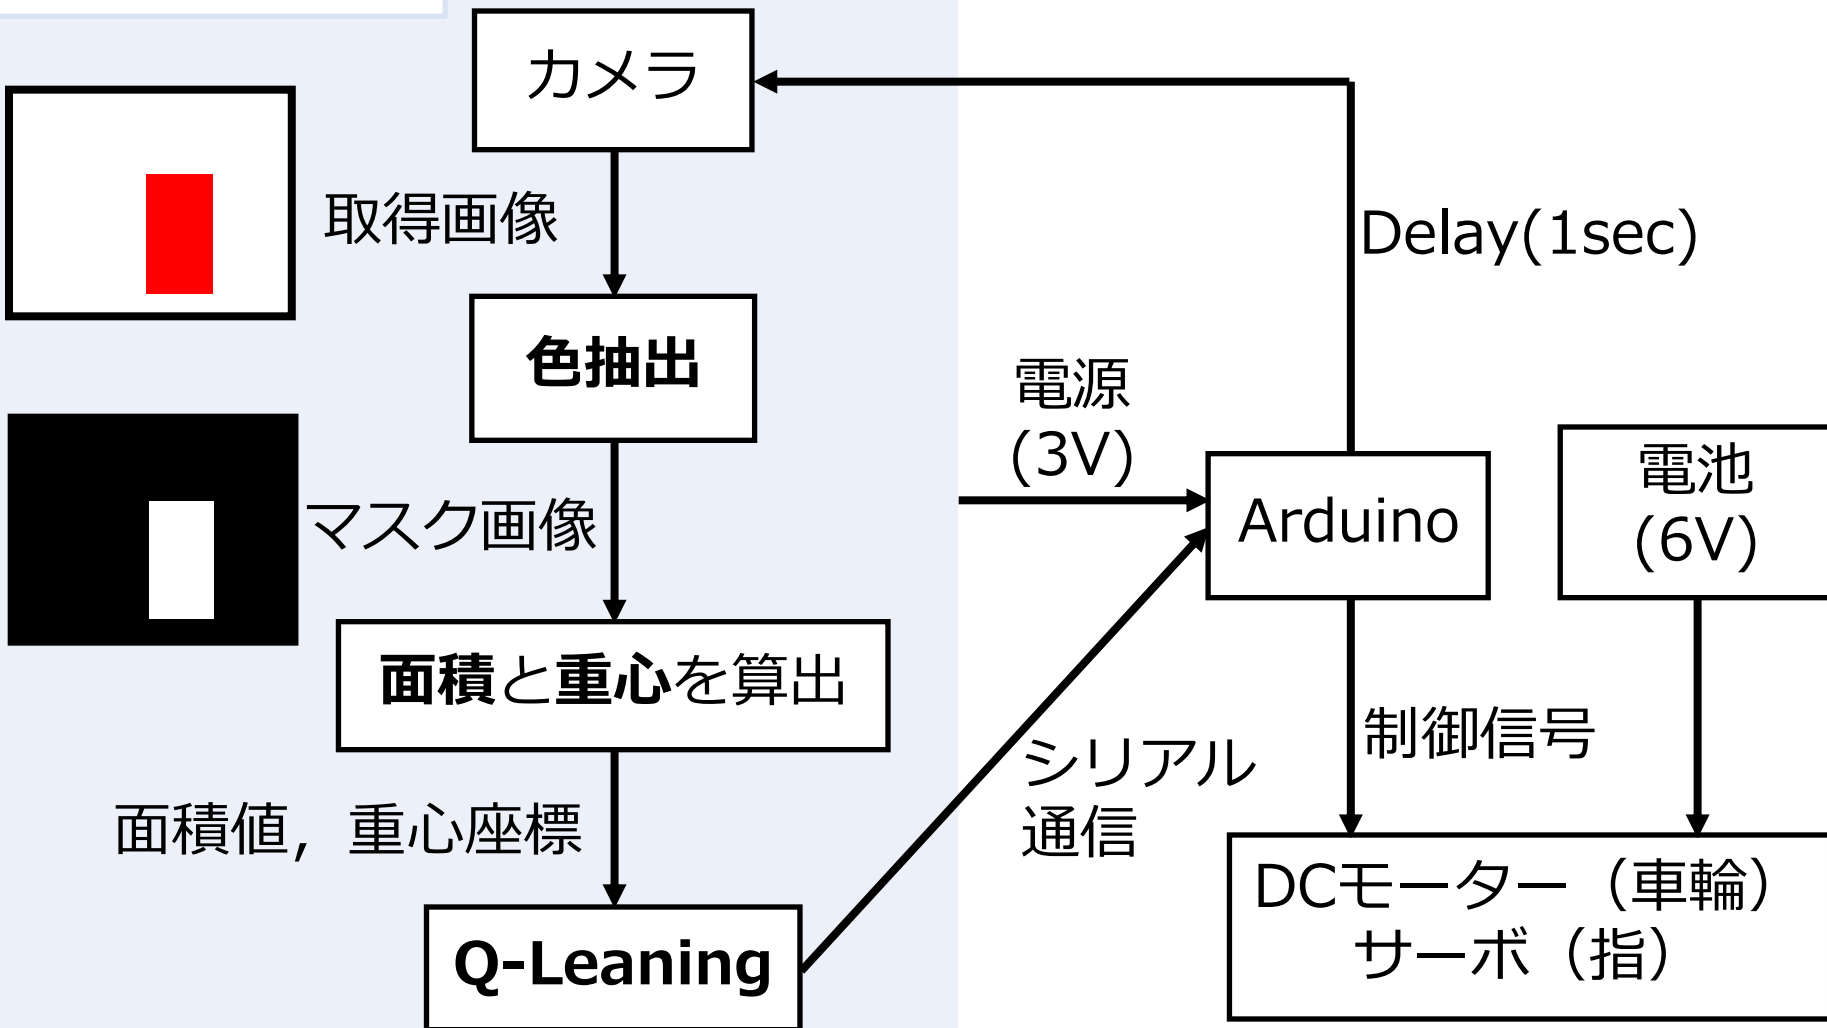 カメラ
取得画像
Delay(1sec)
色抽出
電源
(3V)
Arduino
電池
(6V)
マスク画像
面積と重心を算出
制御信号
シリアル
通信
面積値，重心座標
DCモーター（車輪）
サーボ（指）
Q-Leaning